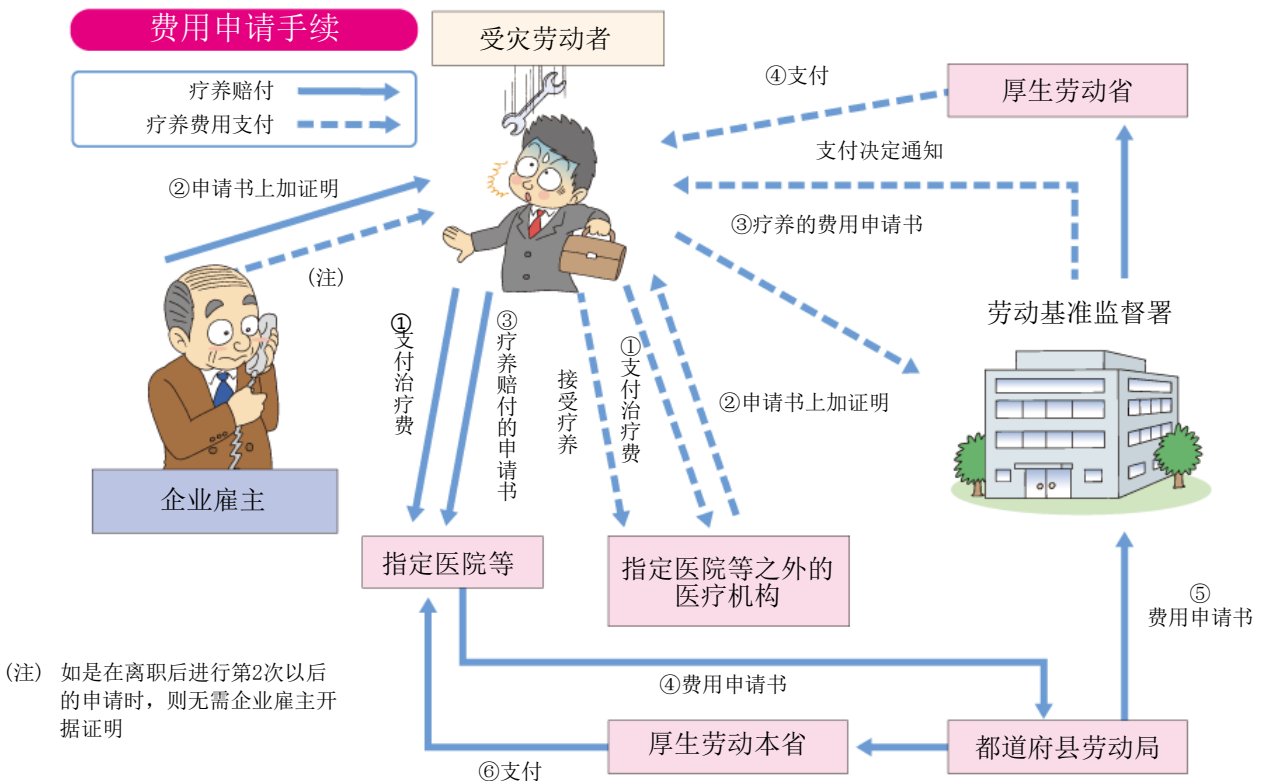 费用申请手续
疗养赔付
疗养费用支付
受灾劳动者
④支付
厚生劳动省
支付决定通知
②申请书上加证明
③疗养的费用申请书
(注)
劳动基准监督署
①支付治疗费
③疗养赔付的申请书
接受疗养
①支付治疗费
②申请书上加证明
企业雇主
指定医院等
指定医院等之外的
医疗机构
⑤
费用申请书
(注) 如是在离职后进行第2次以后
的申请时，则无需企业雇主开
据证明
④费用申请书
厚生劳动本省
都道府县劳动局
⑥支付